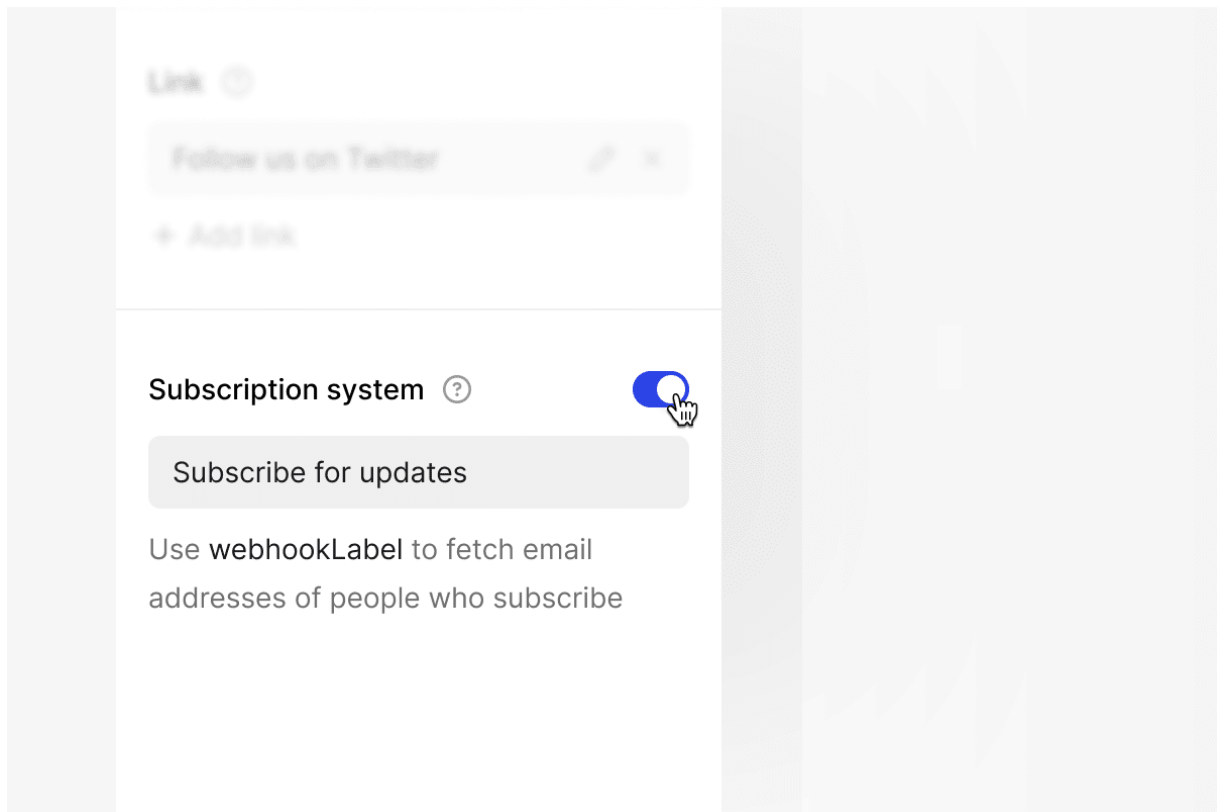 Link
Follow us on Twitter
+ Add link
Subscription system ?
Subscribe for updates
Use webhookLabel to fetch email
addresses of people who subscribe